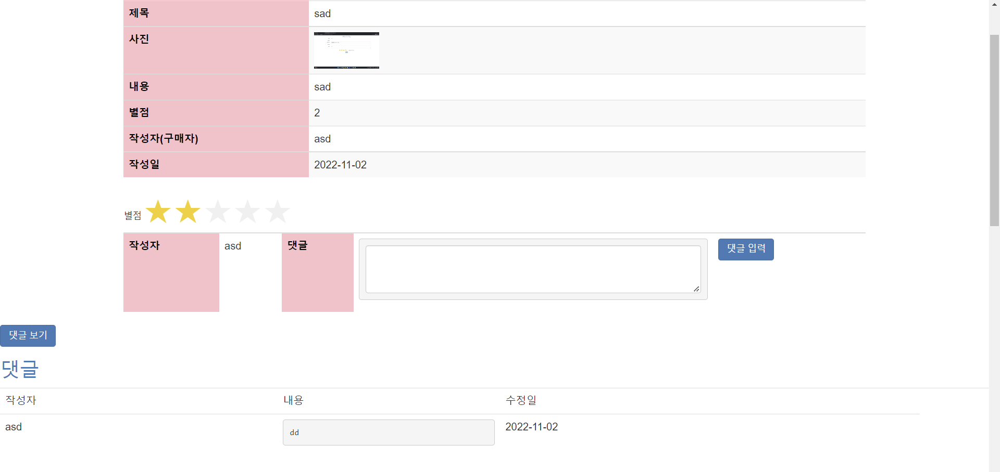 제목 sad
사진
내용 sad
별점 2
작성자(구매자) asd
작성일 2022-11-02
별점
작성자 asd 댓글 댓글 입력
댓글 보기
댓글
작성자 내용 수정일
asd dd 2022-11-02